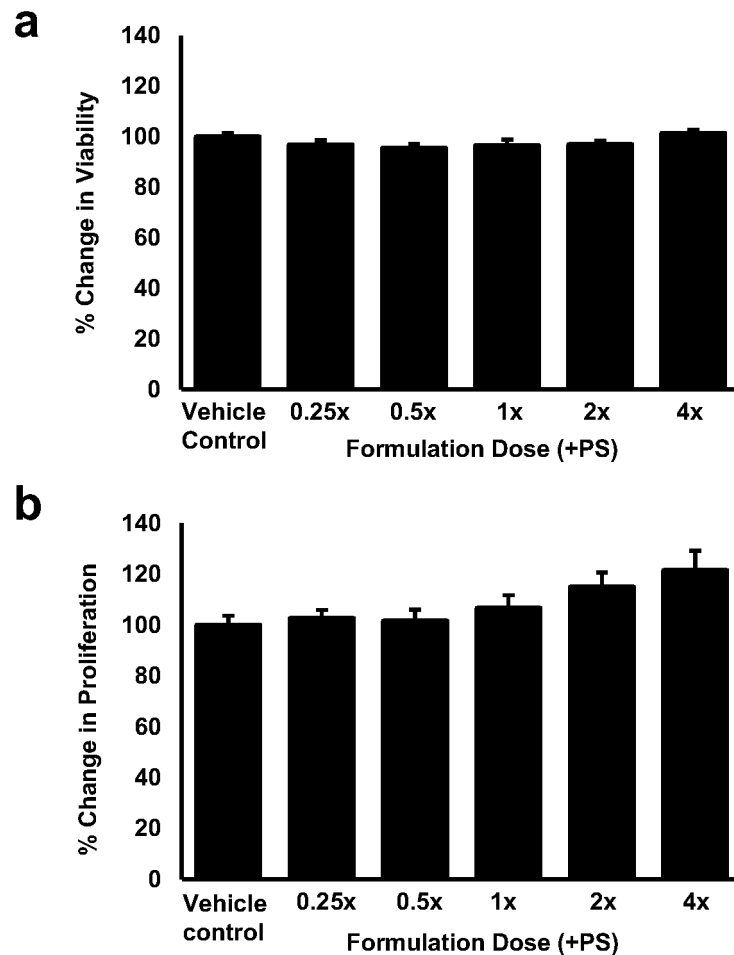 a
140
120
100
80
60
40
20
0
% Change in Viability
Vehicle
Control
0.25x
0.5x
1x
2x
4x
Formulation Dose (+PS)
b
140
120
100
80
60
40
20
0
% Change in Proliferation
Vehicle
control
0.25x
0.5x
1x
2x
4x
Formulation Dose (+PS)